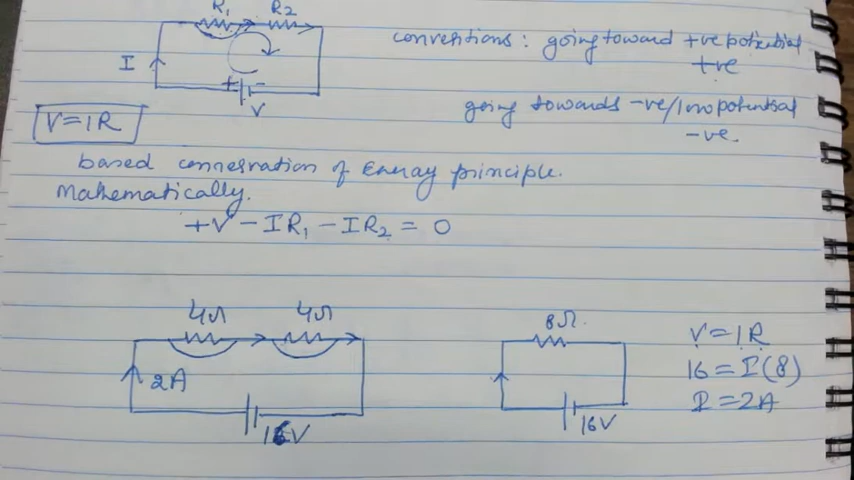 R1 R2
I
+ -
V
conventions: going toward +ve potential
+ve
going towards -ve/low potential
-ve.
V=IR
based conservation of Energy principle.
Mathematically.
+V - IR1 - IR2 = 0
4Ω 4Ω
2A
16V
8Ω.
16V
V=IR
16=I(8)
I=2A